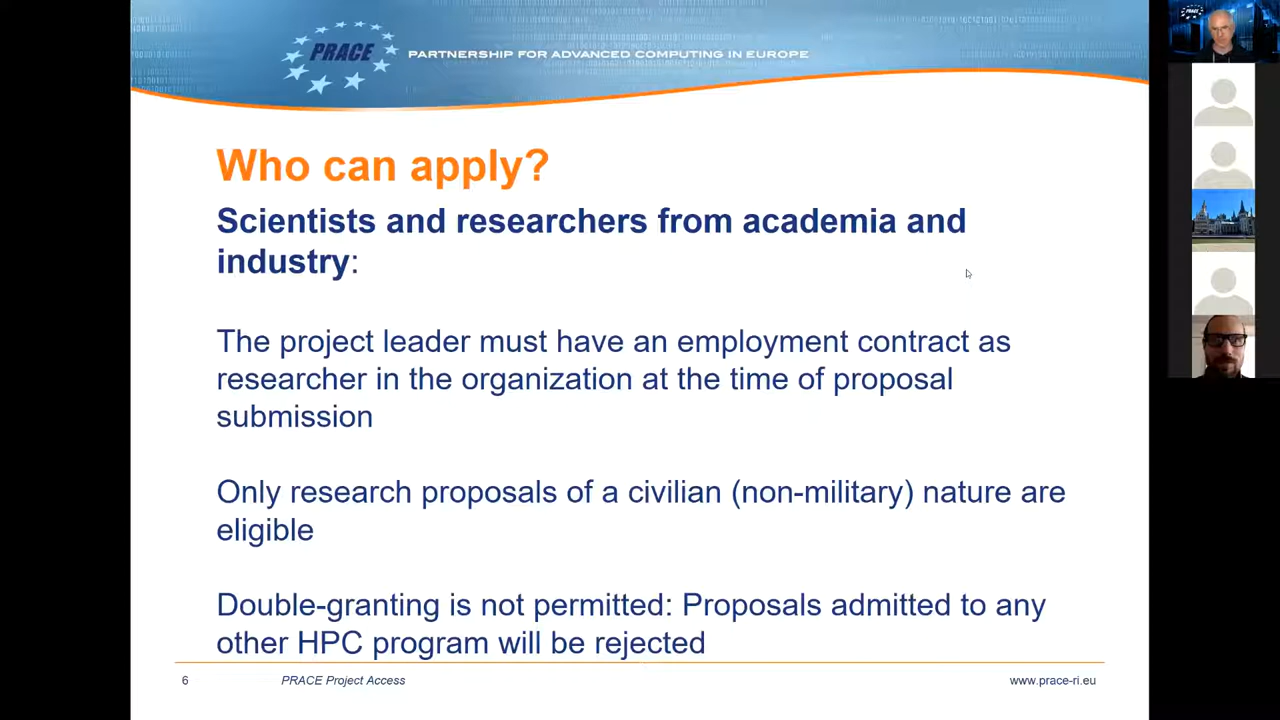 PRACE
PARTNERSHIP FOR ADVANCED COMPUTING IN EUROPE
PRACE
Who can apply?
Scientists and researchers from academia and
industry:
The project leader must have an employment contract as
researcher in the organization at the time of proposal
submission
Only research proposals of a civilian (non-military) nature are
eligible
Double-granting is not permitted: Proposals admitted to any
other HPC program will be rejected
6
PRACE Project Access
www.prace-ri.eu